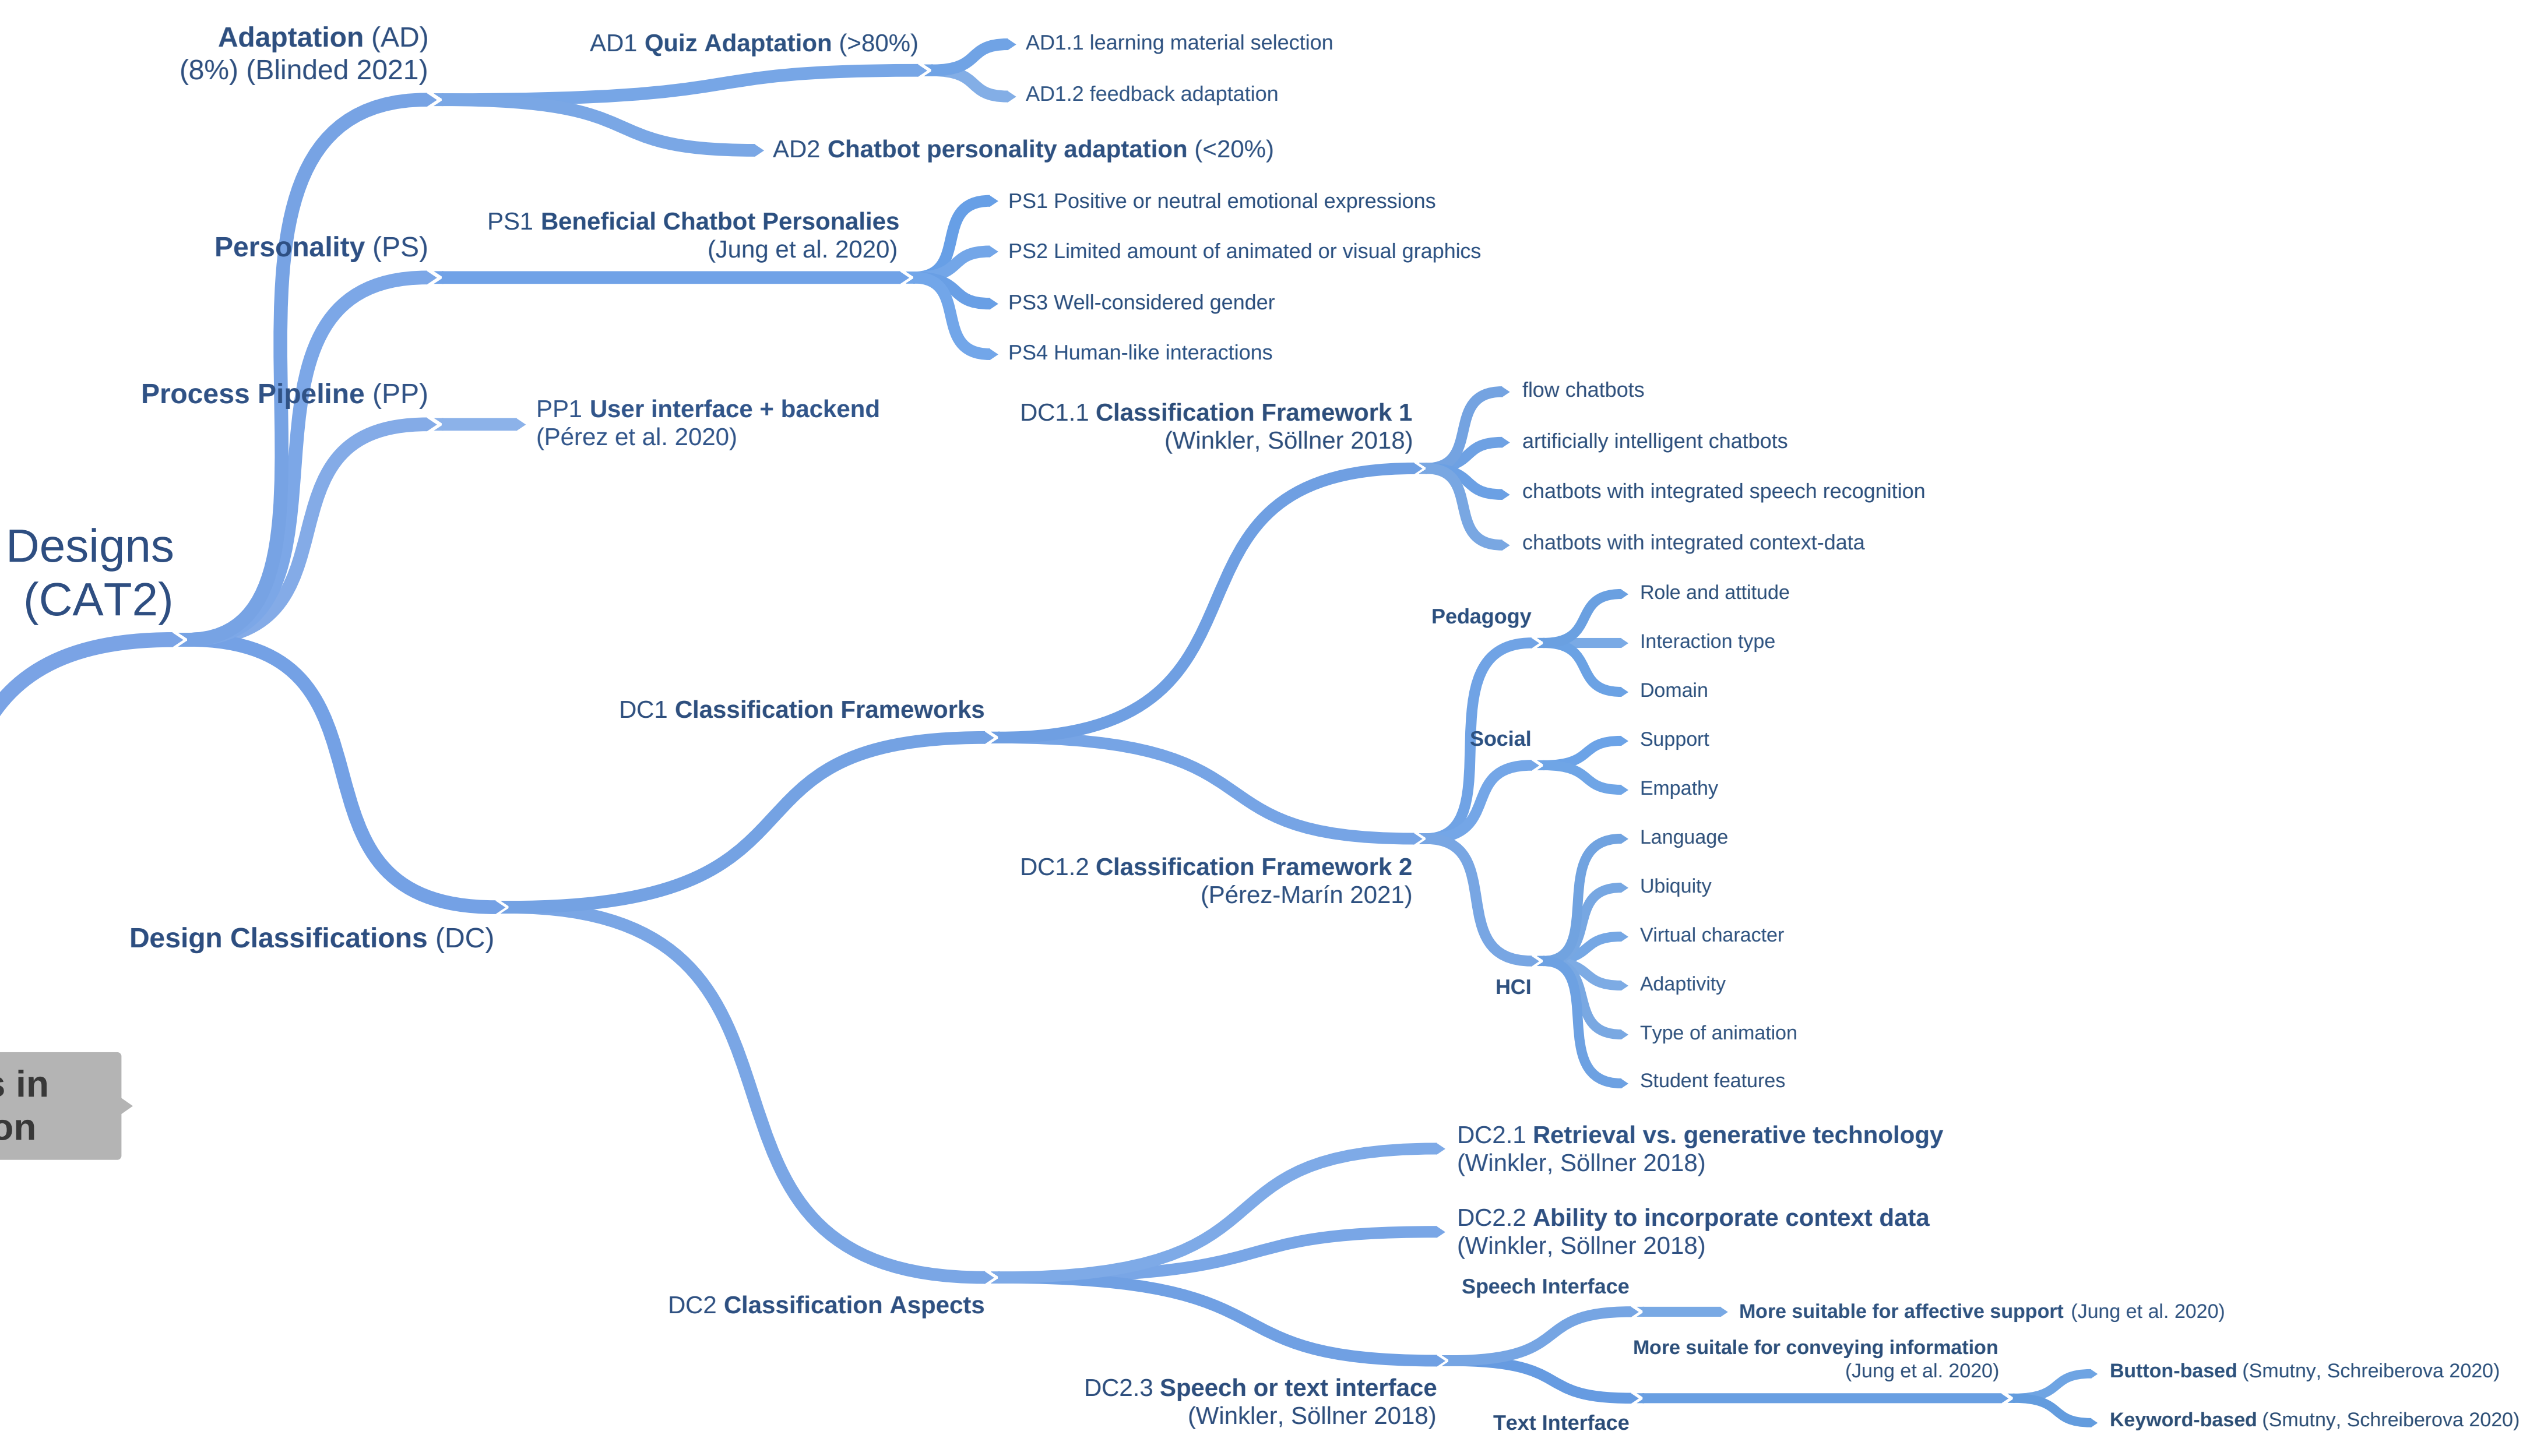 Adaptation (AD)
(8%) (Blinded 2021)
AD1 Quiz Adaptation (>80%)
AD1.1 learning material selection
AD1.2 feedback adaptation
AD2 Chatbot personality adaptation (<20%)
Personality (PS)
PS1 Beneficial Chatbot Personalies
(Jung et al. 2020)
PS1 Positive or neutral emotional expressions
PS2 Limited amount of animated or visual graphics
PS3 Well-considered gender
PS4 Human-like interactions
Process Pipeline (PP)
PP1 User interface + backend
(Pérez et al. 2020)
Designs
(CAT2)
Design Classifications (DC)
DC1 Classification Frameworks
DC1.1 Classification Framework 1
(Winkler, Söllner 2018)
flow chatbots
artificially intelligent chatbots
chatbots with integrated speech recognition
chatbots with integrated context-data
DC1.2 Classification Framework 2
(Pérez-Marín 2021)
Pedagogy
Role and attitude
Interaction type
Domain
Social
Support
Empathy
HCI
Language
Ubiquity
Virtual character
Adaptivity
Type of animation
Student features
s in
on
DC2 Classification Aspects
DC2.1 Retrieval vs. generative technology
(Winkler, Söllner 2018)
DC2.2 Ability to incorporate context data
(Winkler, Söllner 2018)
DC2.3 Speech or text interface
(Winkler, Söllner 2018)
Speech Interface
More suitable for affective support (Jung et al. 2020)
Text Interface
More suitale for conveying information
(Jung et al. 2020)
Button-based (Smutny, Schreiberova 2020)
Keyword-based (Smutny, Schreiberova 2020)